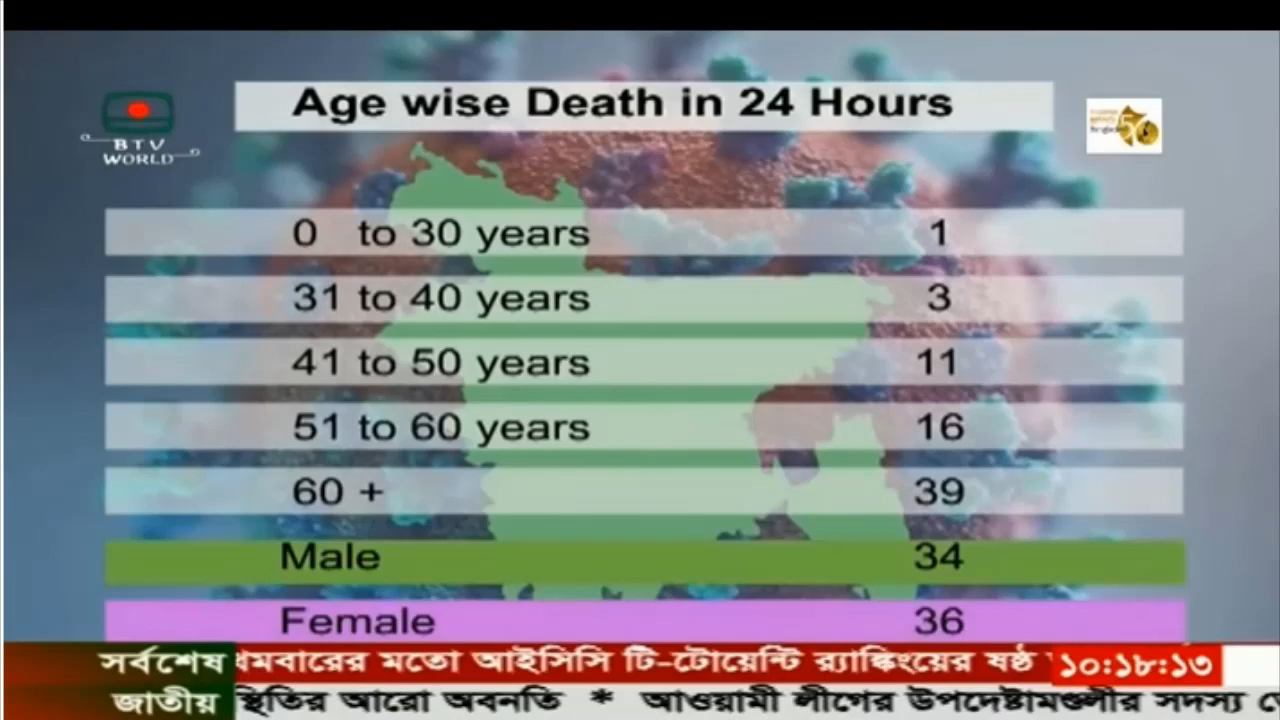 Age wise Death in 24 Hours
BTV
WORLD
0 to 30 years 1
31 to 40 years 3
41 to 50 years 11
51 to 60 years 16
60 + 39
Male 34
Female 36
সর্বশেষ থমবারের মতো আইসিসি টি-টোয়েন্টি র‍্যাঙ্কিংয়ের ষষ্ঠ ১০:১৮:১৩
জাতীয় স্থিতির আরো অবনতি * আওয়ামী লীগের উপদেষ্টামণ্ডলীর সদস্য